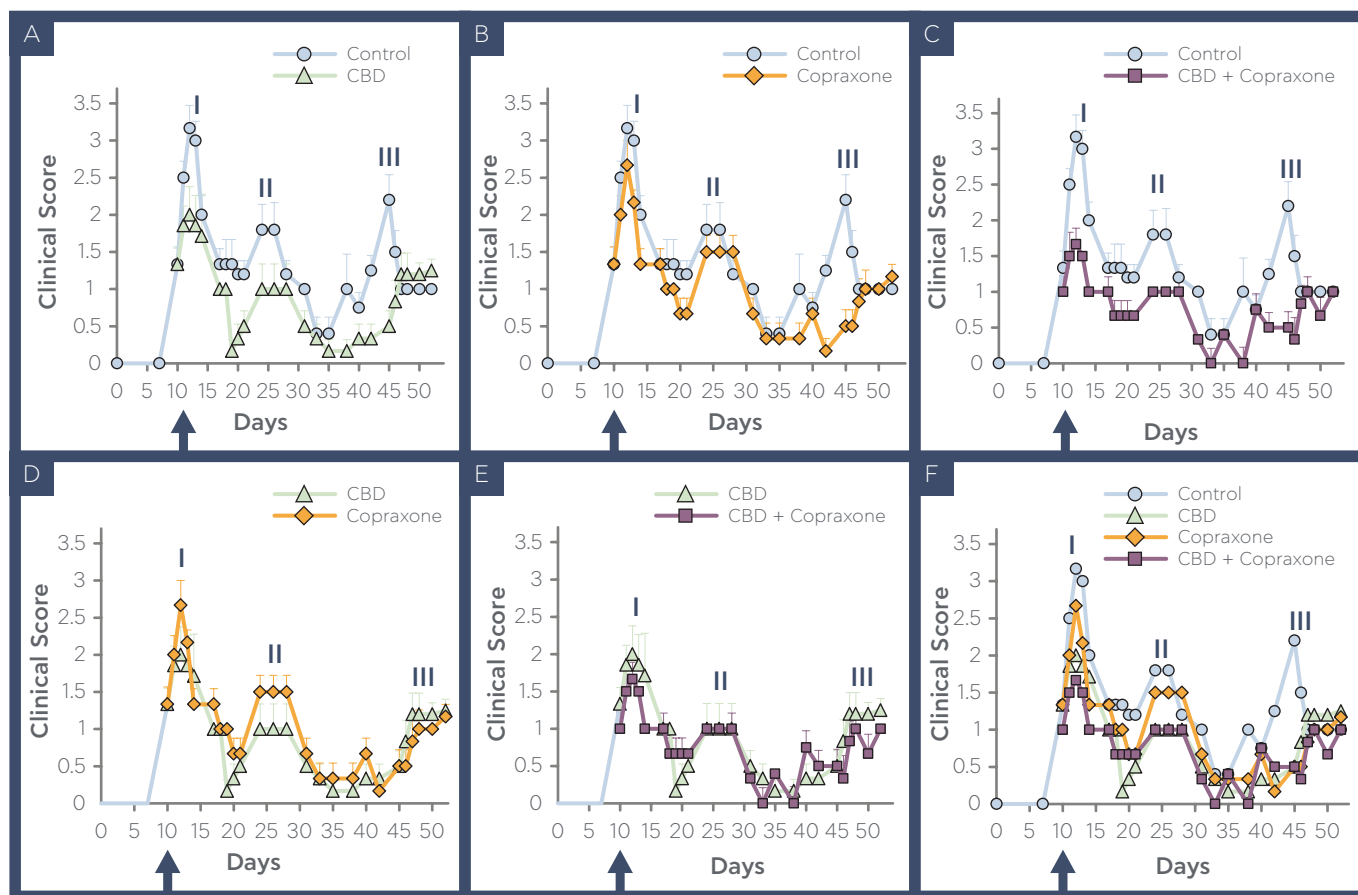 A
Control
CBD
Clinical Score
3.5
3
2.5
2
1.5
1
0.5
0
I
II
III
0 5 10 15 20 25 30 35 40 45 50
Days
B
Control
Copraxone
Clinical Score
3.5
3
2.5
2
1.5
1
0.5
0
I
II
III
0 5 10 15 20 25 30 35 40 45 50
Days
C
Control
CBD + Copraxone
Clinical Score
3.5
3
2.5
2
1.5
1
0.5
0
I
II
III
0 5 10 15 20 25 30 35 40 45 50
Days
D
CBD
Copraxone
Clinical Score
3.5
3
2.5
2
1.5
1
0.5
0
I
II
III
0 5 10 15 20 25 30 35 40 45 50
Days
E
CBD
CBD + Copraxone
Clinical Score
3.5
3
2.5
2
1.5
1
0.5
0
I
II
III
0 5 10 15 20 25 30 35 40 45 50
Days
F
Control
CBD
Copraxone
CBD + Copraxone
Clinical Score
3.5
3
2.5
2
1.5
1
0.5
0
I
II
III
0 5 10 15 20 25 30 35 40 45 50
Days